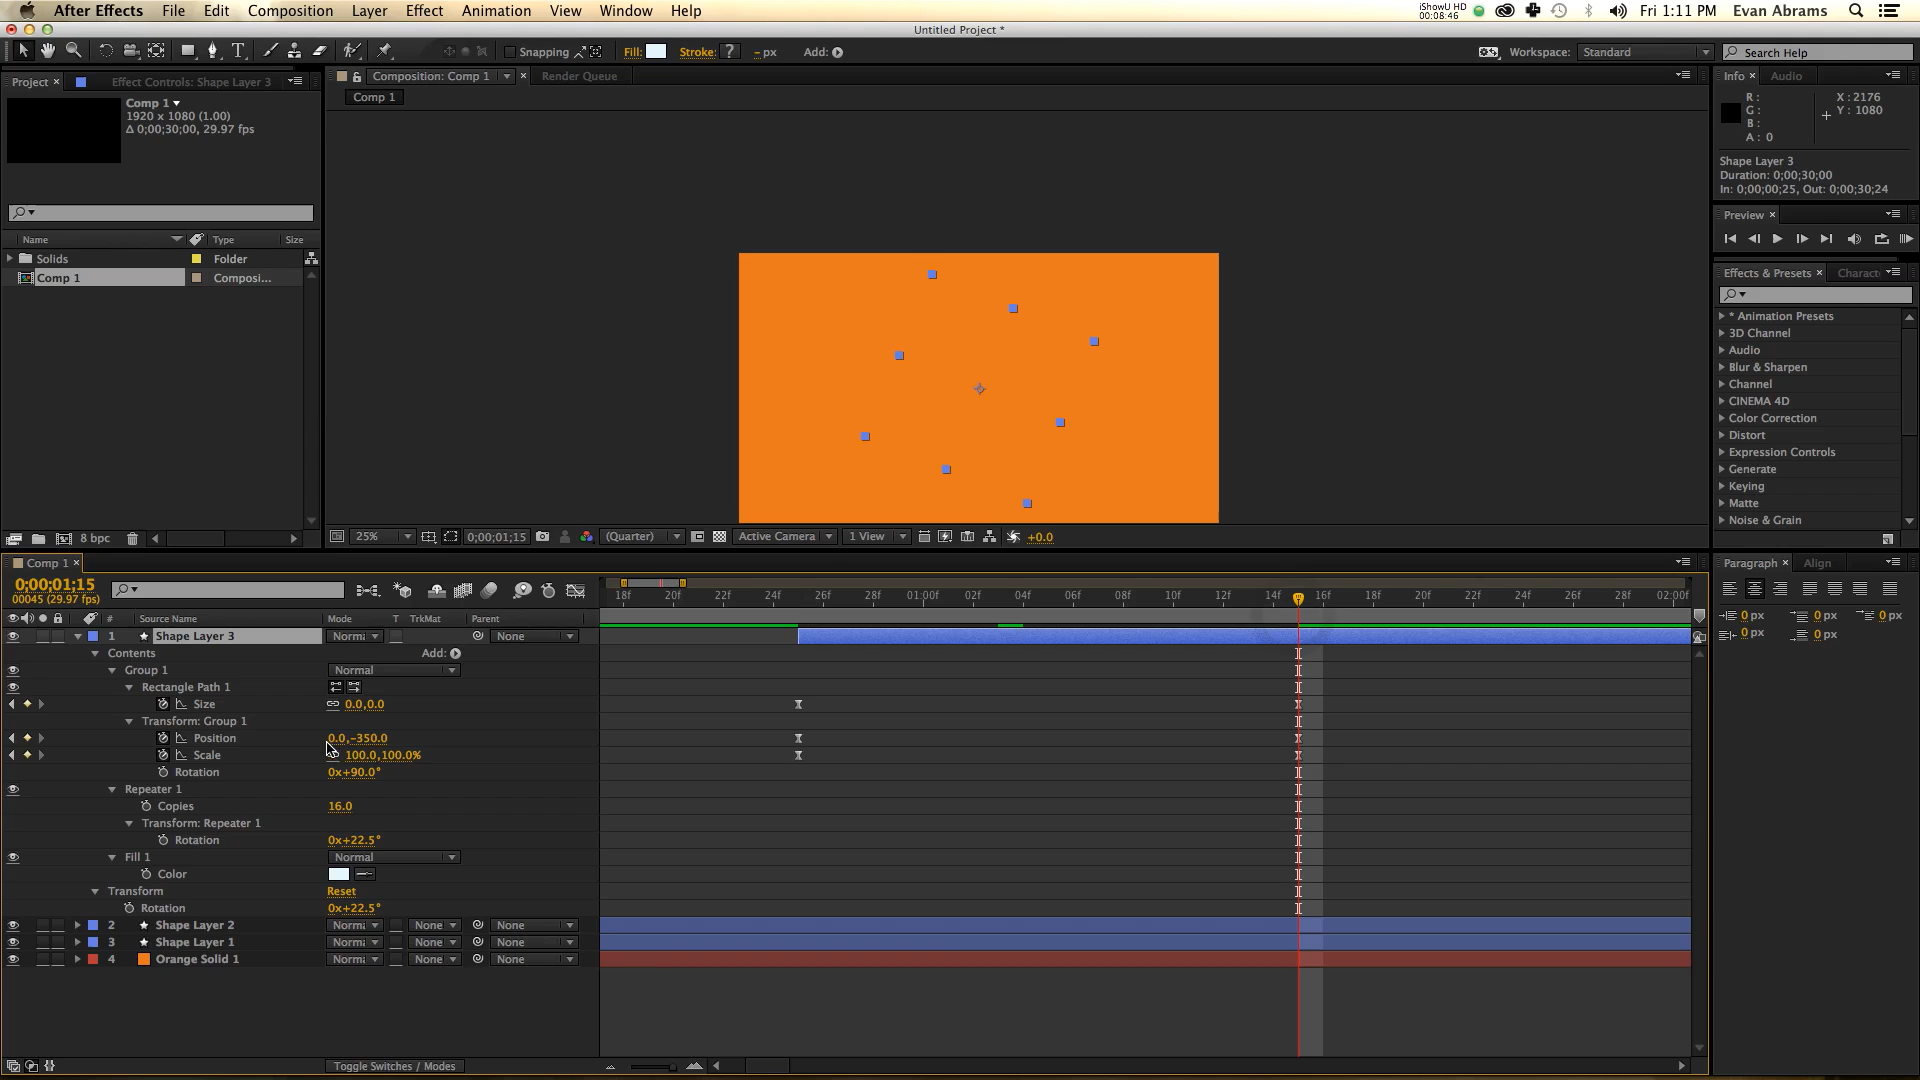 After Effects File Edit Composition Layer Effect Animation View Window Help
iShowU HD
00:08:46
Fri 1:11 PM Evan Abrams
Untitled Project *
Snapping Fill: Stroke: ? - px Add:
Workspace: Standard
Search Help
Project × Effect Controls: Shape Layer 3
Comp 1
1920 x 1080 (1.00)
Δ 0;00;30;00, 29.97 fps
Name Type Size
Solids Folder
Comp 1 Composi...
8 bpc
Composition: Comp 1 × Render Queue
Comp 1
25% 0;00;01;15 (Quarter) Active Camera 1 View +0.0
Info × Audio
R: X: 2176
G: Y: 1080
B:
A: 0
Shape Layer 3
Duration: 0;00;30;00
In: 0;00;00;25, Out: 0;00;30;24
Preview ×
Effects & Presets × Charact
* Animation Presets
3D Channel
Audio
Blur & Sharpen
Channel
CINEMA 4D
Color Correction
Distort
Expression Controls
Generate
Keying
Matte
Noise & Grain
Comp 1 ×
0;00;01;15
00045 (29.97 fps)
18f 20f 22f 24f 26f 28f 01:00f 02f 04f 06f 08f 10f 12f 14f 16f 18f 20f 22f 24f 26f 28f 02:00f
# Source Name Mode T TrkMat Parent
1 Shape Layer 3 Norma None
Contents Add:
Group 1 Normal
Rectangle Path 1
Size 0.0,0.0
Transform: Group 1
Position 0.0,-350.0
Scale 100.0,100.0%
Rotation 0x+90.0°
Repeater 1
Copies 16.0
Transform: Repeater 1
Rotation 0x+22.5°
Fill 1 Normal
Color
Transform Reset
Rotation 0x+22.5°
2 Shape Layer 2 Norma None None
3 Shape Layer 1 Norma None None
4 Orange Solid 1 Norma None None
Toggle Switches / Modes
Paragraph × Align
0 px 0 px 0 px
0 px 0 px